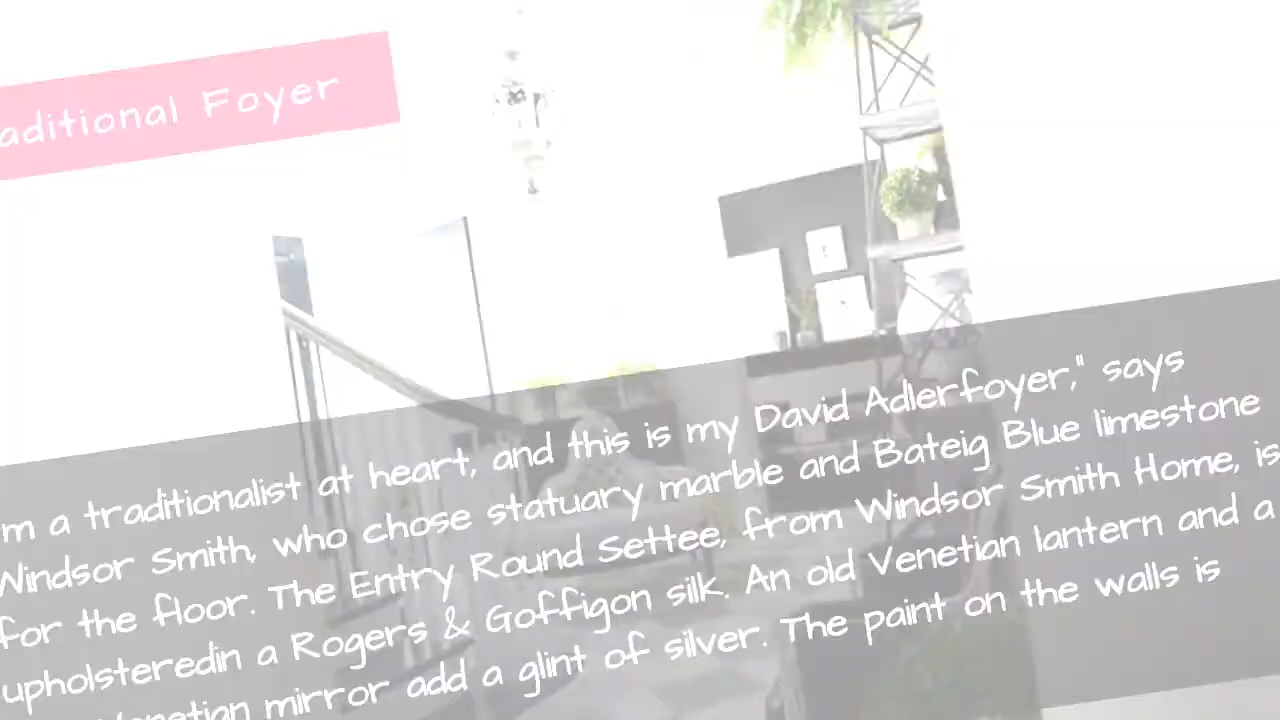 aditional Foyer
m a traditionalist at heart, and this is my David Adlerfoyer," says
Windsor Smith, who chose statuary marble and Bateig Blue limestone
for the floor. The Entry Round Settee, from Windsor Smith Home, is
upholsteredin a Rogers & Goffigon silk. An old Venetian lantern and a
Venetian mirror add a glint of silver. The paint on the walls is